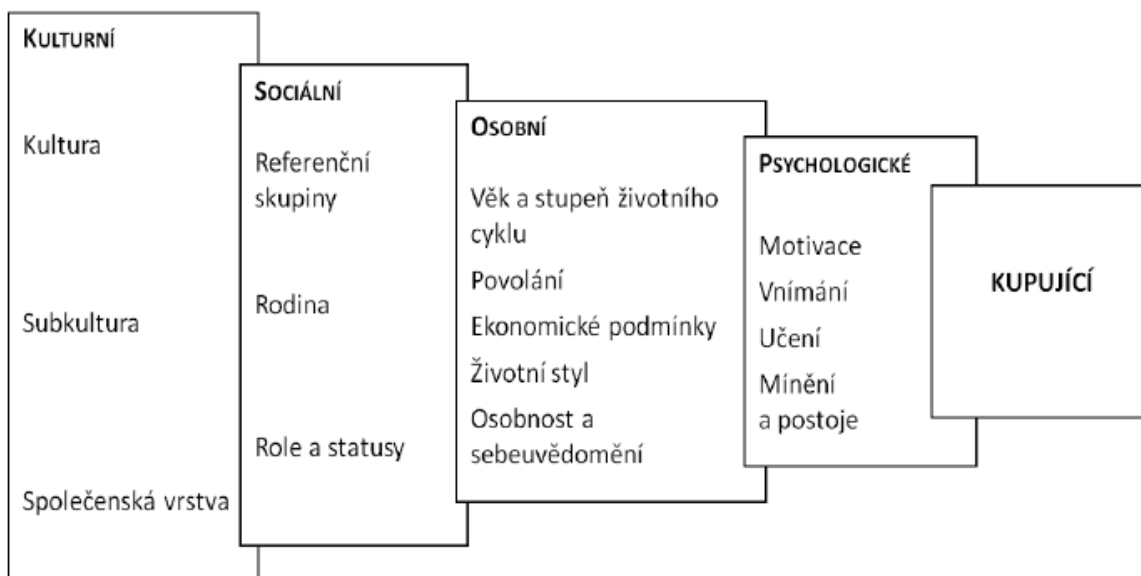 KULTURNÍ
Kultura
Subkultura
Společenská vrstva
SOCIÁLNÍ
Referenční
skupiny
Rodina
Role a statusy
OSOBNÍ
Věk a stupeň životního
cyklu
Povolání
Ekonomické podmínky
Životní styl
Osobnost a
sebeuvědomění
PSYCHOLOGICKÉ
Motivace
Vnímání
Učení
Mínění
a postoje
KUPUJÍCÍ